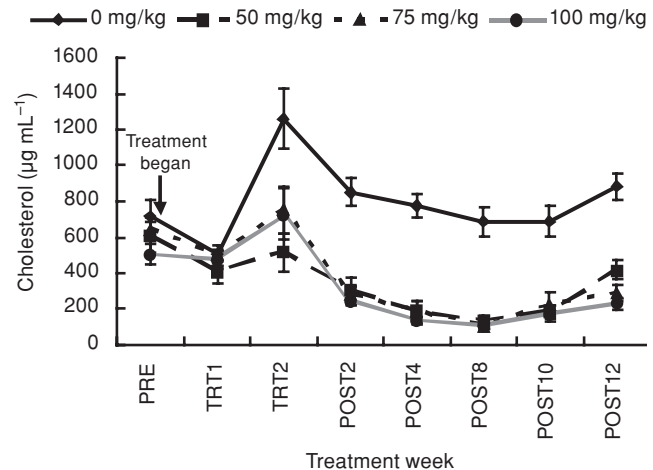 0 mg/kg 50 mg/kg 75 mg/kg 100 mg/kg
1600
1400
1200
1000
800
600
400
200
0
Cholesterol (µg mL⁻¹)
Treatment
began
PRE
TRT1
TRT2
POST2
POST4
POST8
POST10
POST12
Treatment week